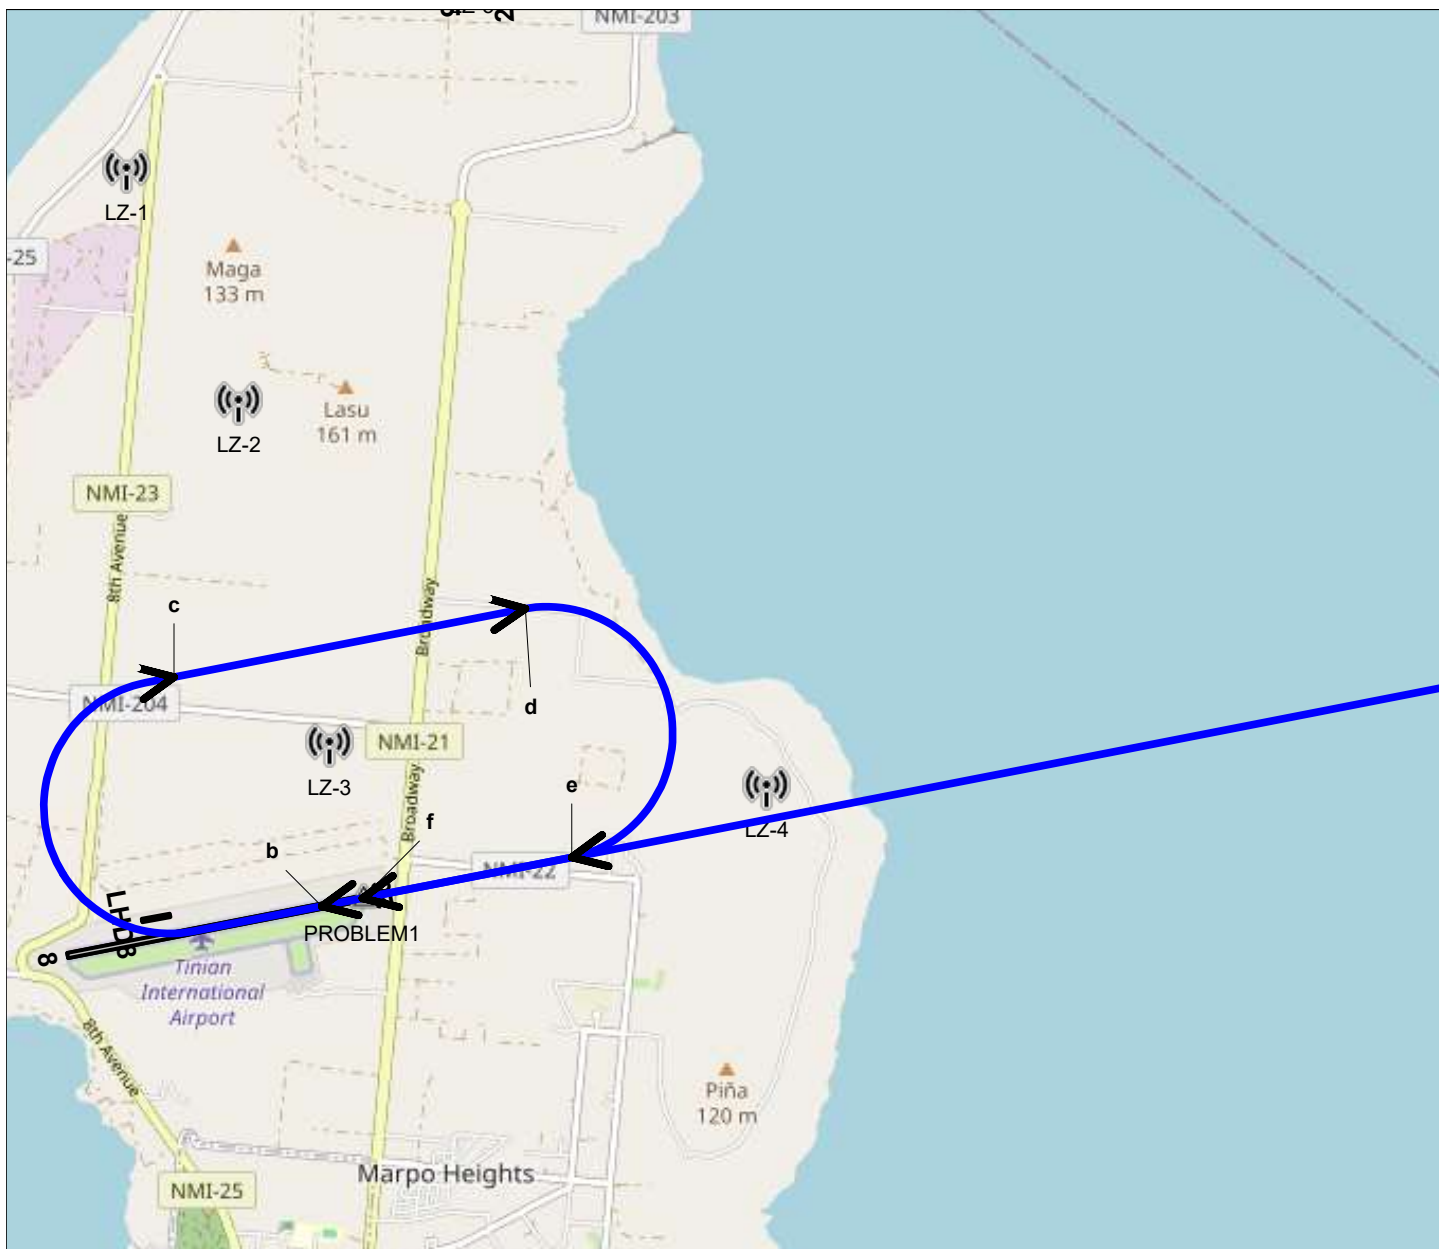 NMI-203
LZ-1
-25
Maga
133 m
LZ-2
Lasu
161 m
NMI-23
8th Avenue
Broadway
c
d
NMI-204
NMI-21
LZ-3
LZ-4
e
f
b
Broadway
NMI-22
LHD8
PROBLEM1
8
Tinian
International
Airport
8th Avenue
Piña
120 m
Marpo Heights
NMI-25